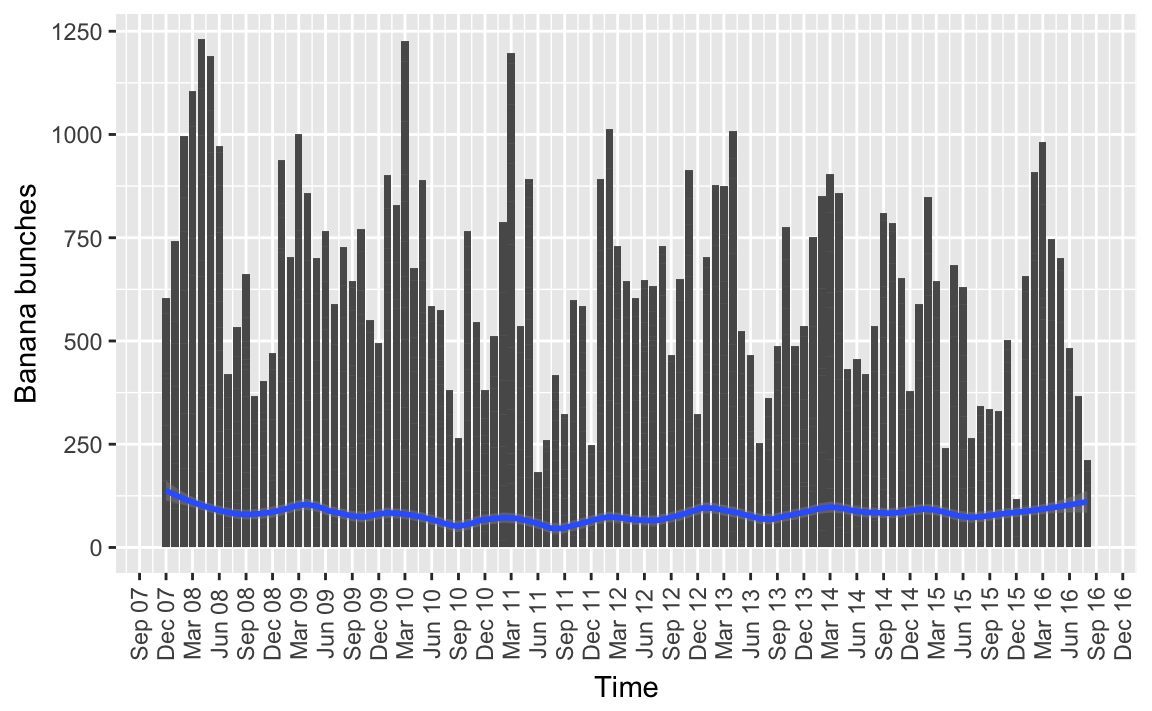 1250
1000
750
500
250
0
Banana bunches
Sep 07
Dec 07
Mar 08
Jun 08
Sep 08
Dec 08
Mar 09
Jun 09
Sep 09
Dec 09
Mar 10
Jun 10
Sep 10
Dec 10
Mar 11
Jun 11
Sep 11
Dec 11
Mar 12
Jun 12
Sep 12
Dec 12
Mar 13
Jun 13
Sep 13
Dec 13
Mar 14
Jun 14
Sep 14
Dec 14
Mar 15
Jun 15
Sep 15
Dec 15
Mar 16
Jun 16
Sep 16
Dec 16
Time